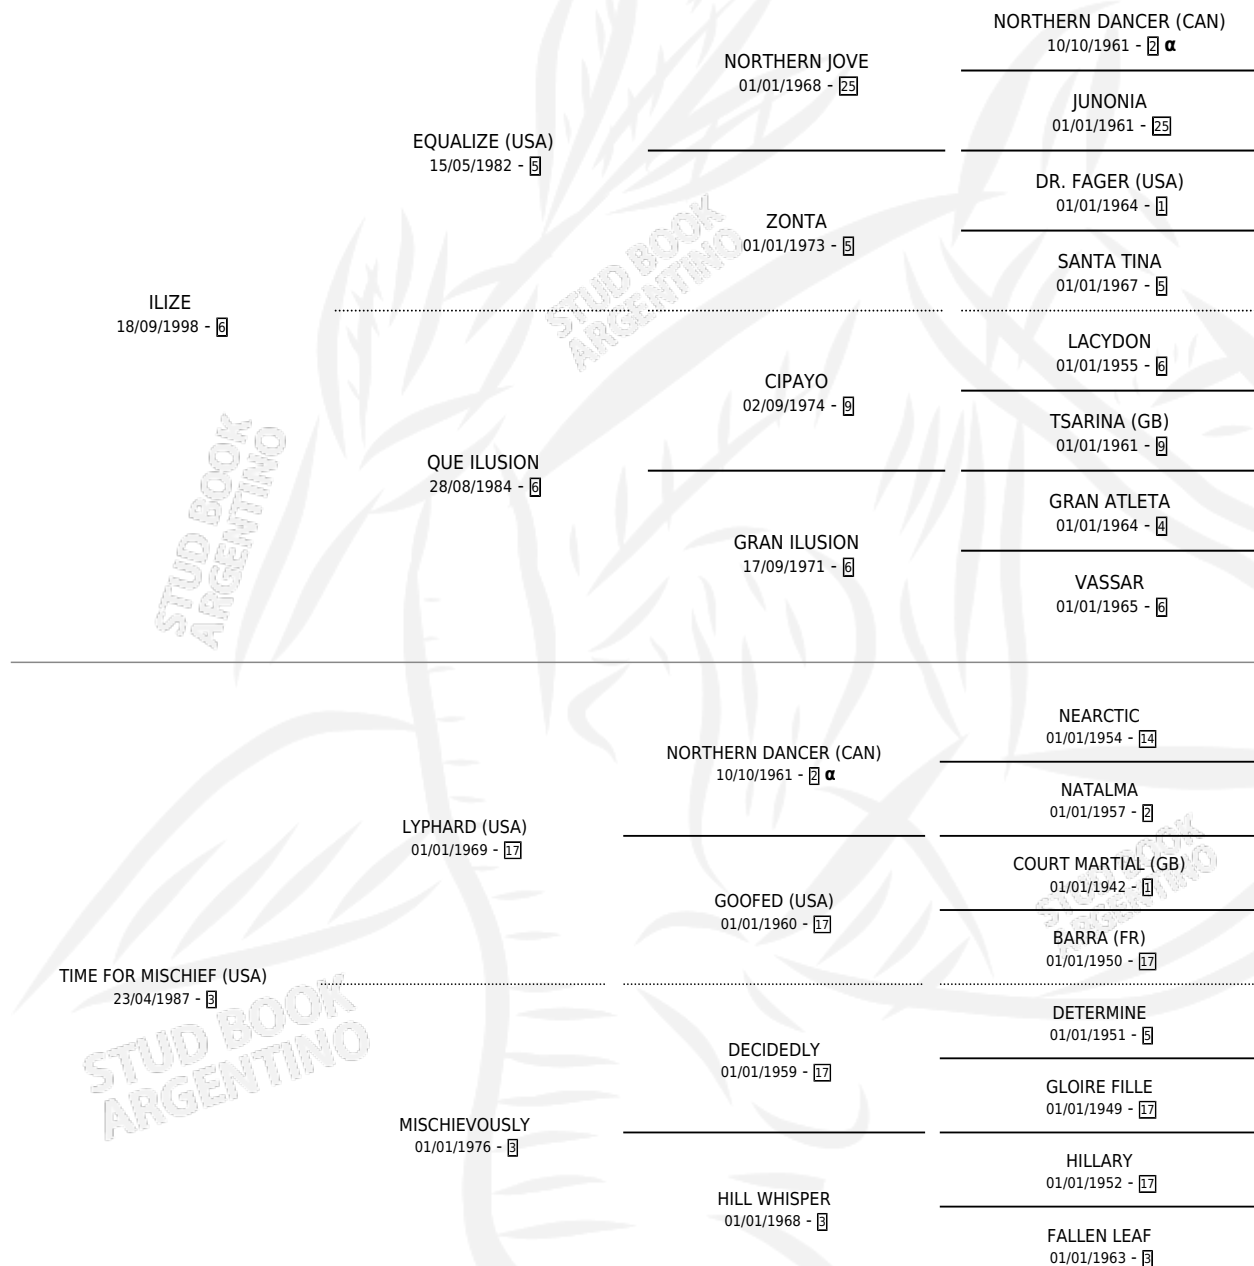 NORTHERN DANCER (CAN)
10/10/1961 - 2 α
NORTHERN JOVE
01/01/1968 - 25
JUNONIA
01/01/1961 - 25
EQUALIZE (USA)
15/05/1982 - 5
DR. FAGER (USA)
01/01/1964 - 1
ZONTA
01/01/1973 - 5
SANTA TINA
01/01/1967 - 5
ILIZE
18/09/1998 - 6
LACYDON
01/01/1955 - 6
CIPAYO
02/09/1974 - 9
TSARINA (GB)
01/01/1961 - 9
QUE ILUSION
28/08/1984 - 6
GRAN ATLETA
01/01/1964 - 4
GRAN ILUSION
17/09/1971 - 6
VASSAR
01/01/1965 - 6
NEARCTIC
01/01/1954 - 14
NORTHERN DANCER (CAN)
10/10/1961 - 2 α
NATALMA
01/01/1957 - 2
LYPHARD (USA)
01/01/1969 - 17
COURT MARTIAL (GB)
01/01/1942 - 1
GOOFED (USA)
01/01/1960 - 17
BARRA (FR)
01/01/1950 - 17
TIME FOR MISCHIEF (USA)
23/04/1987 - 3
DETERMINE
01/01/1951 - 5
DECIDEDLY
01/01/1959 - 17
GLOIRE FILLE
01/01/1949 - 17
MISCHIEVOUSLY
01/01/1976 - 3
HILLARY
01/01/1952 - 17
HILL WHISPER
01/01/1968 - 3
FALLEN LEAF
01/01/1963 - 3
STUD BOOK
ARGENTINO
STUD BOOK
ARGENTINO
STUD BOOK
ARGENTINO
STUD BOOK
ARGENTINO